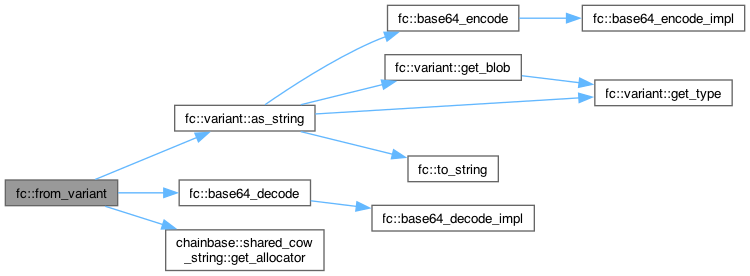 fc::from_variant
fc::variant::as_string
fc::base64_encode
fc::base64_encode_impl
fc::variant::get_blob
fc::variant::get_type
fc::to_string
fc::base64_decode
fc::base64_decode_impl
chainbase::shared_cow
_string::get_allocator